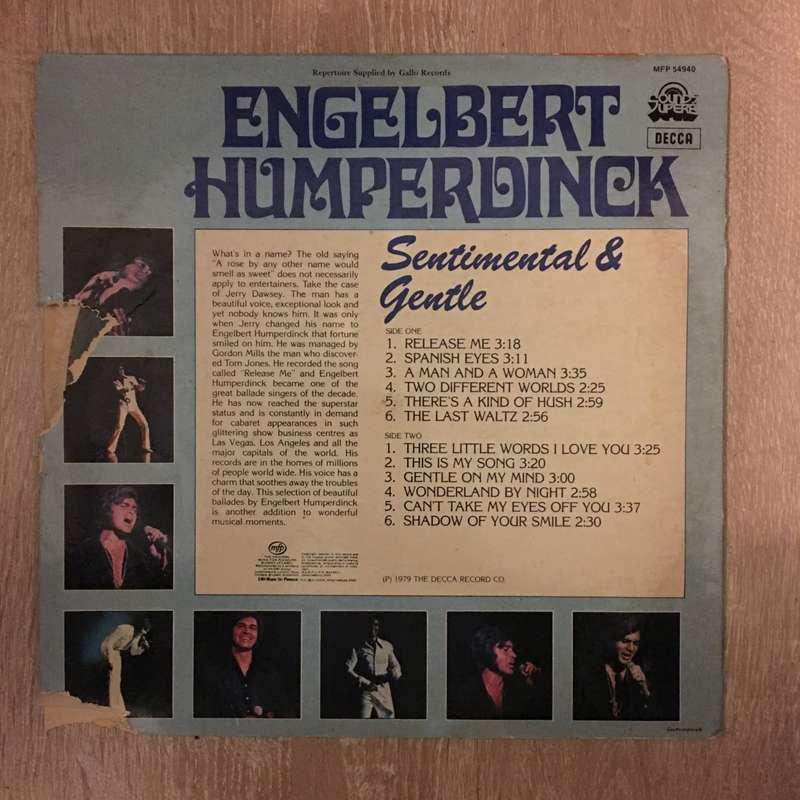 Repertoire Supplied by Gallo Records
MFP 54940
ENGELBERT
HUMPERDINCK
SOUND SUPERB
DECCA
What's in a name? The old saying
"A rose by any other name would
smell as sweet" does not necessarily
apply to entertainers. Take the case
of Jerry Dawsey. The man has a
beautiful voice, exceptional look and
yet nobody knows him. It was only
when Jerry changed his name to
Engelbert Humperdinck that fortune
smiled on him. He was managed by
Gordon Mills the man who discover-
ed Tom Jones. He recorded the song
called "Release Me" and Engelbert
Humperdinck became one of the
great ballade singers of the decade.
He has now reached the superstar
status and is constantly in demand
for cabaret appearances in such
glittering show business centres as
Las Vegas, Los Angeles and all the
major capitals of the world. His
records are in the homes of millions
of people world wide. His voice has a
charm that soothes away the troubles
of the day. This selection of beautiful
ballades by Engelbert Humperdinck
is another addition to wonderful
musical moments.
Sentimental &
Gentle
SIDE ONE
1. RELEASE ME 3:18
2. SPANISH EYES 3:11
3. A MAN AND A WOMAN 3:35
4. TWO DIFFERENT WORLDS 2:25
5. THERE'S A KIND OF HUSH 2:59
6. THE LAST WALTZ 2:56
SIDE TWO
1. THREE LITTLE WORDS I LOVE YOU 3:25
2. THIS IS MY SONG 3:20
3. GENTLE ON MY MIND 3:00
4. WONDERLAND BY NIGHT 2:58
5. CAN'T TAKE MY EYES OFF YOU 3:37
6. SHADOW OF YOUR SMILE 2:30
mfp
(P) 1979 THE DECCA RECORD CO.